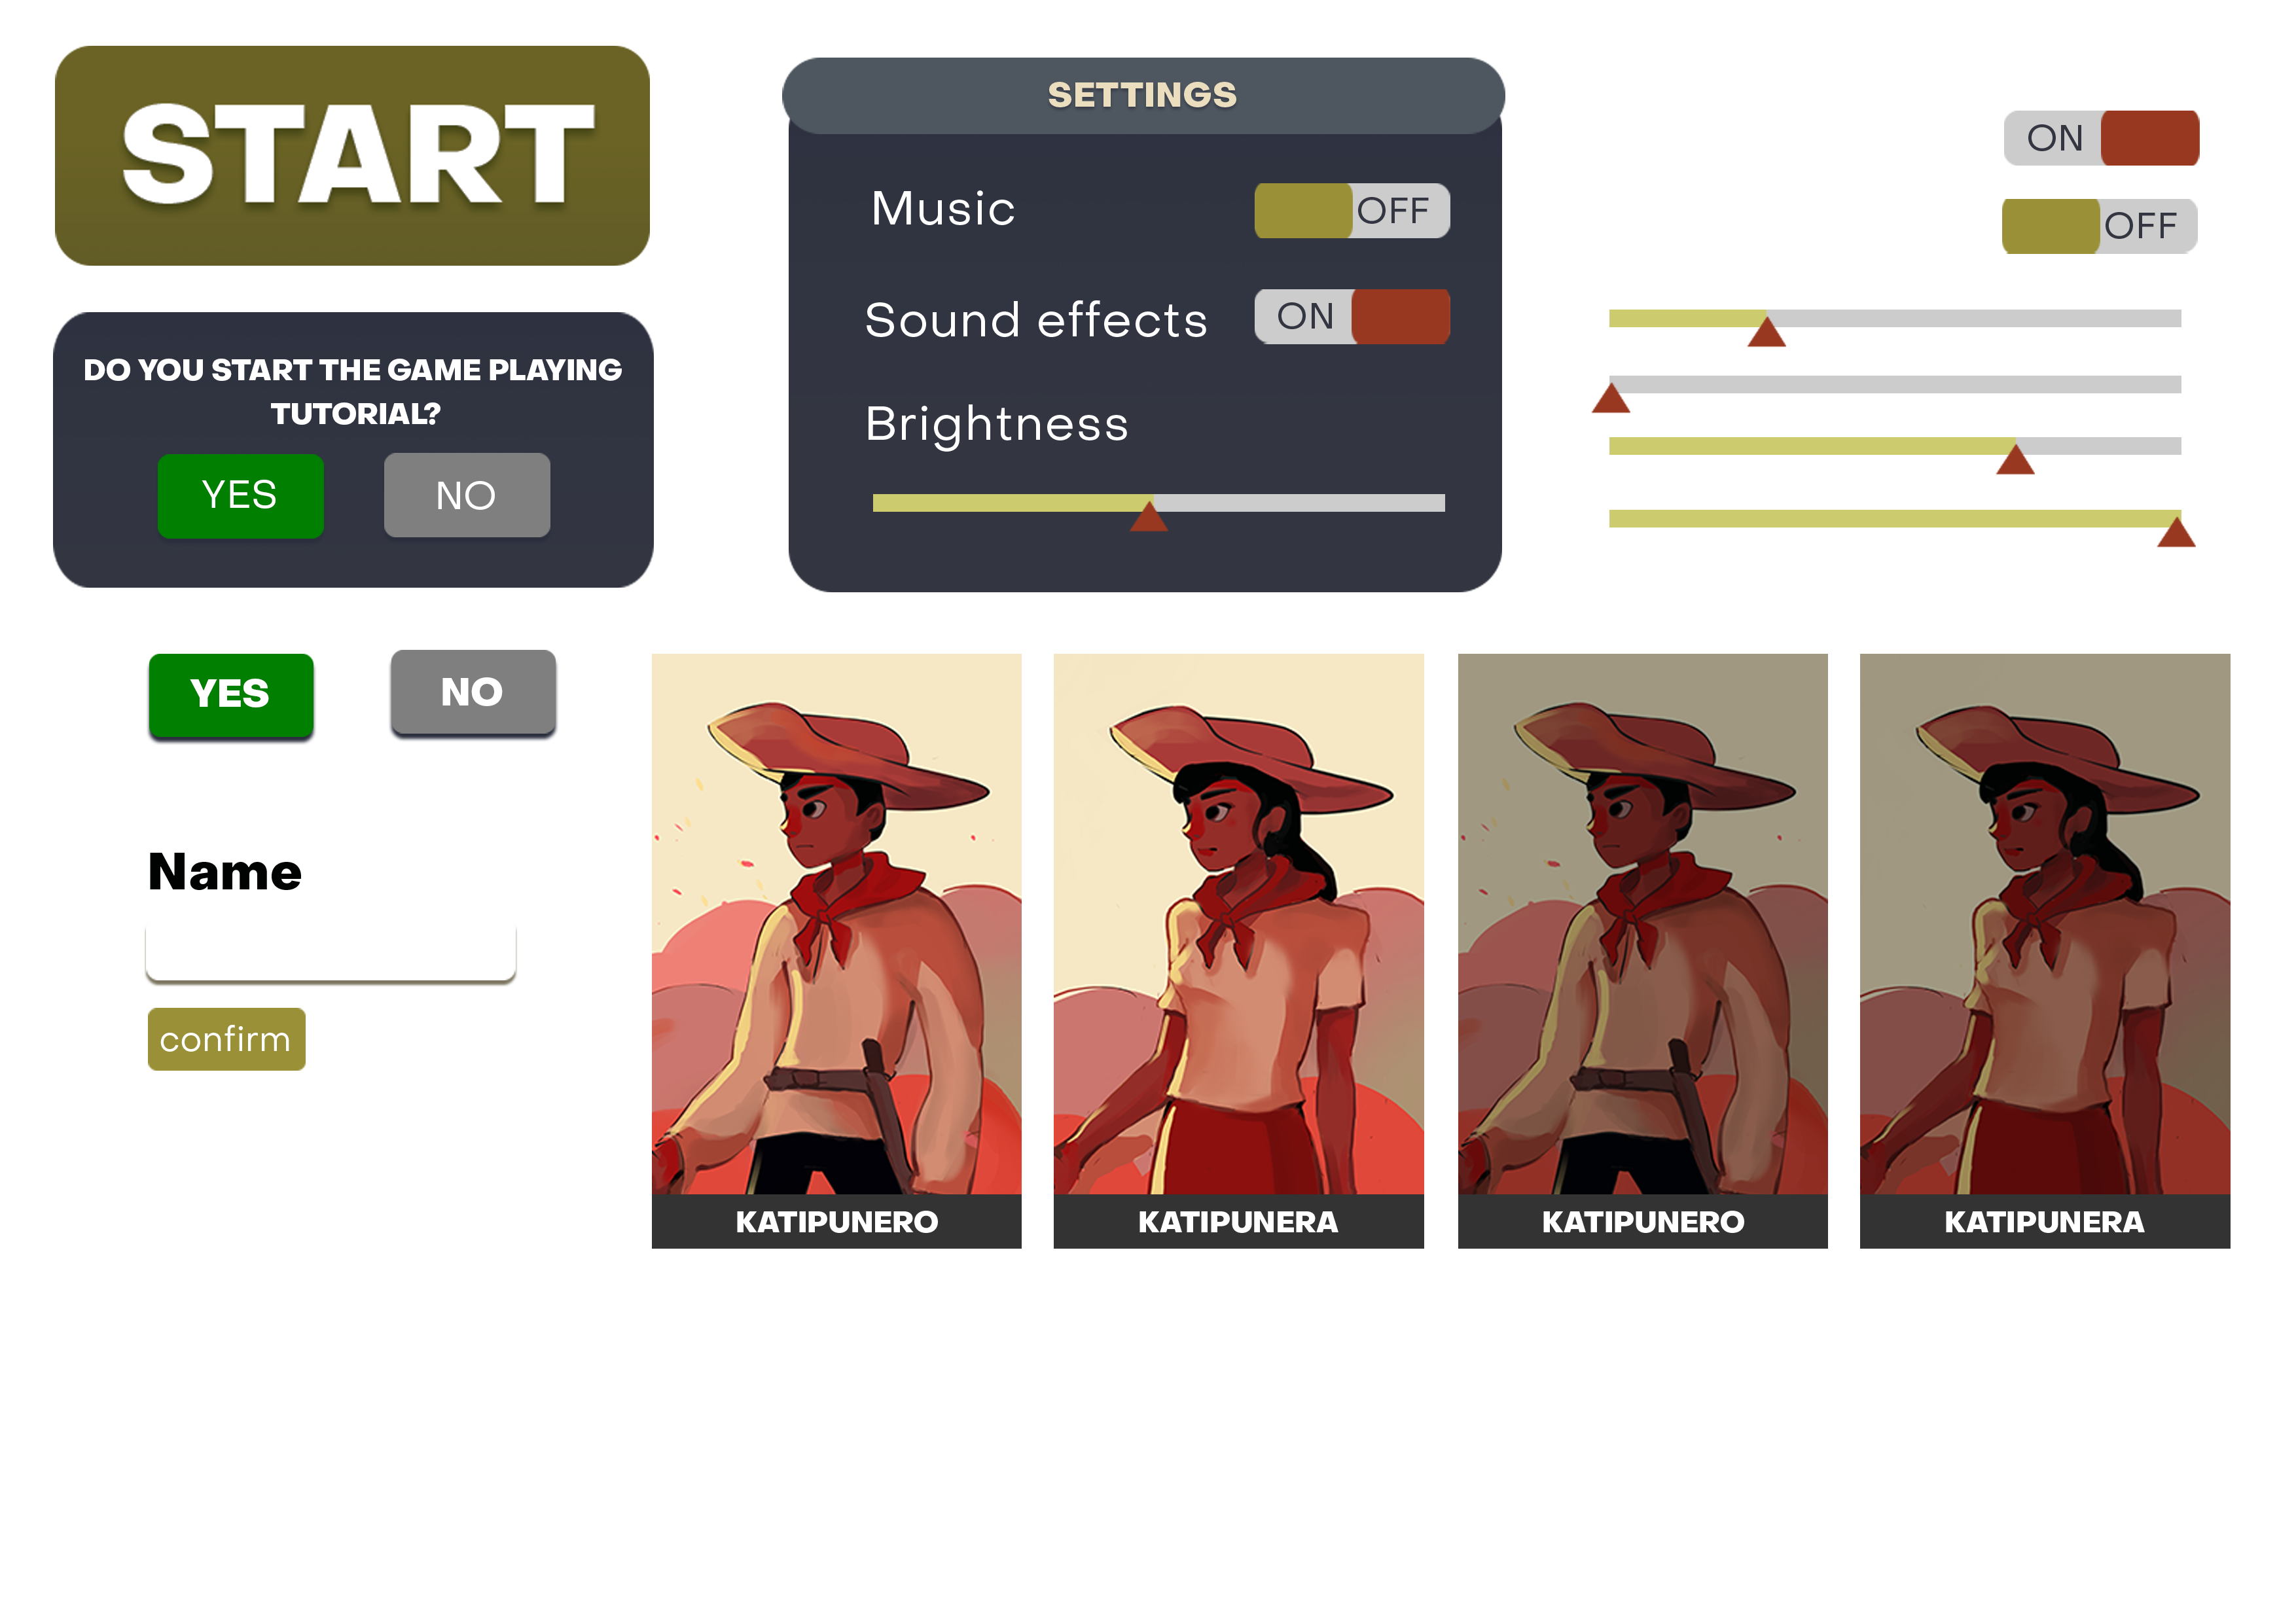 START
SETTINGS
Music OFF
Sound effects ON
Brightness
ON
OFF
DO YOU START THE GAME PLAYING
TUTORIAL?
YES NO
YES NO
Name
confirm
KATIPUNERO KATIPUNERA KATIPUNERO KATIPUNERA